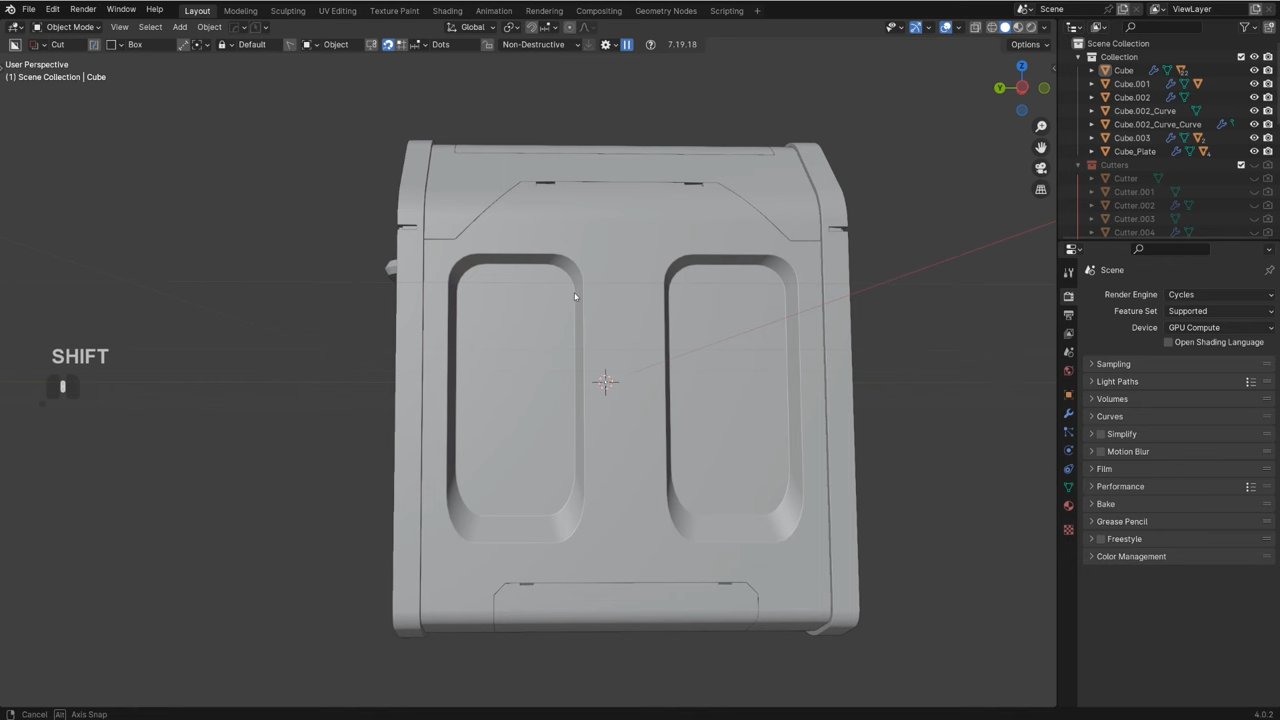 File Edit Render Window Help Layout Modeling Sculpting UV Editing Texture Paint Shading Animation Rendering Compositing Geometry Nodes Scripting Scene ViewLayer
Object Mode View Select Add Object Global
Cut Box Default Object Dots Non-Destructive 7.19.18 Options
User Perspective
(1) Scene Collection | Cube
Z
Y
SHIFT
Scene Collection
Collection
Cube
Cube.001
Cube.002
Cube.002_Curve
Cube.002_Curve_Curve
Cube.003
Cube_Plate
Cutters
Cutter
Cutter.001
Cutter.002
Cutter.003
Cutter.004
Scene
Render Engine Cycles
Feature Set Supported
Device GPU Compute
Open Shading Language
Sampling
Light Paths
Volumes
Curves
Simplify
Motion Blur
Film
Performance
Bake
Grease Pencil
Freestyle
Color Management
Cancel Alt Axis Snap 4.0.2